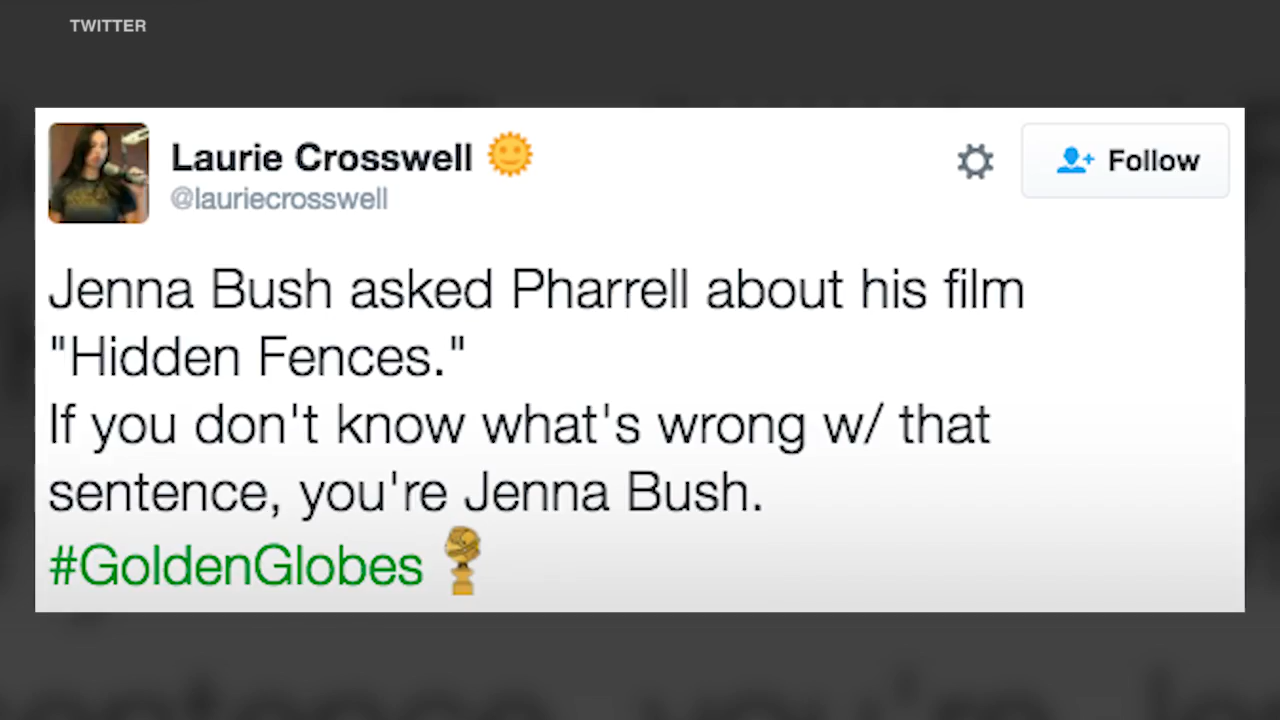 TWITTER
Laurie Crosswell
@lauriecrosswell
Follow
Jenna Bush asked Pharrell about his film
"Hidden Fences."
If you don't know what's wrong w/ that
sentence, you're Jenna Bush.
#GoldenGlobes